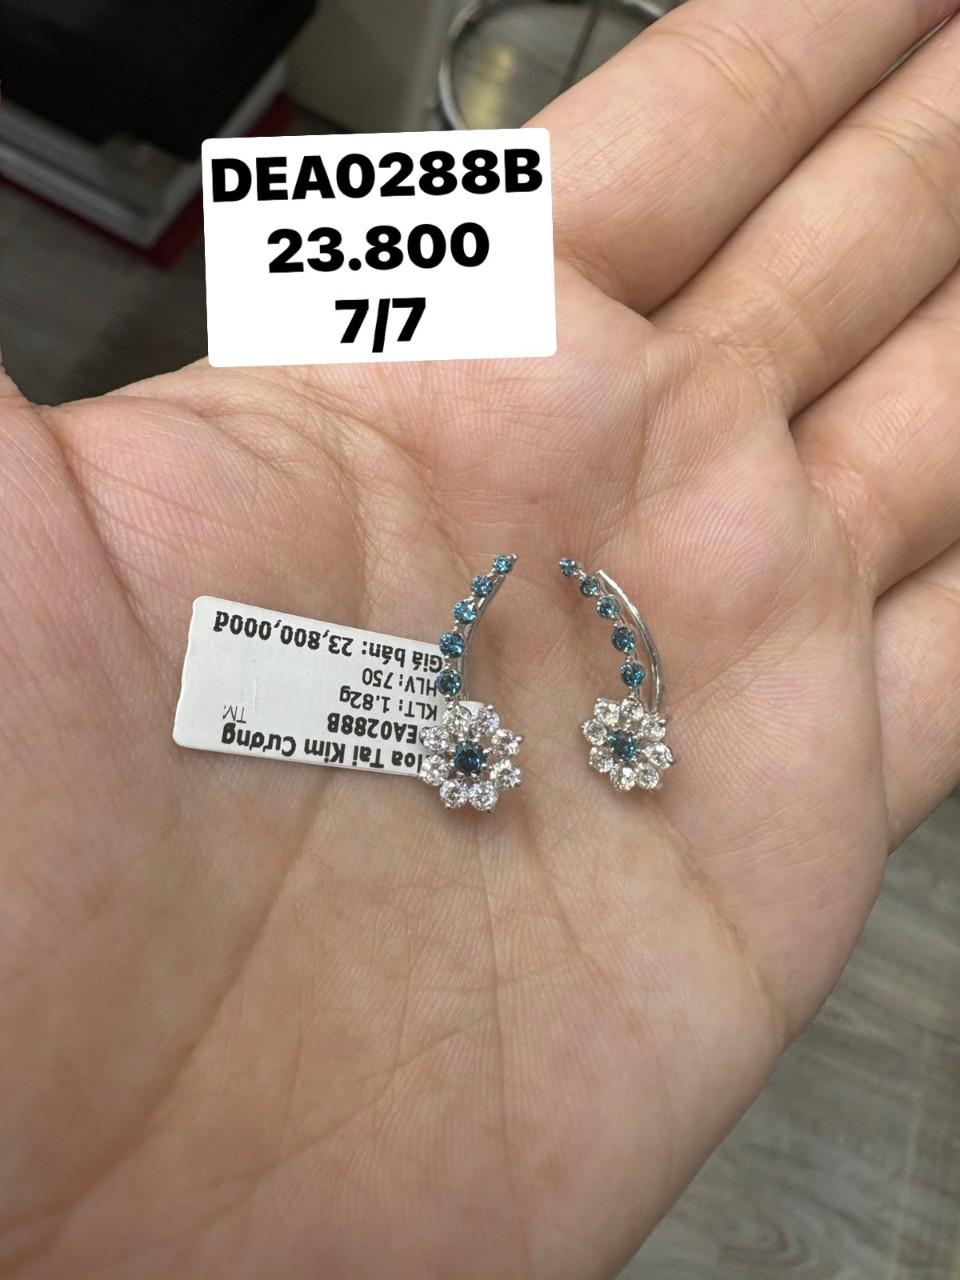 DEA0288B
23.800
7/7
Hoa Tai Kim Cương
TM
DEA0288B
KLT: 1.82g
HLV: 750
Giá bán: 23,800,000đ